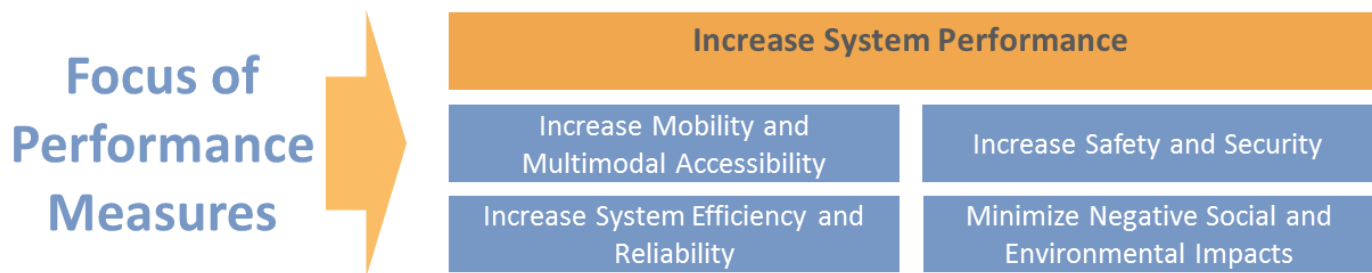 Focus of
Performance
Measures
Increase System Performance
Increase Mobility and
Multimodal Accessibility
Increase Safety and Security
Increase System Efficiency and
Reliability
Minimize Negative Social and
Environmental Impacts